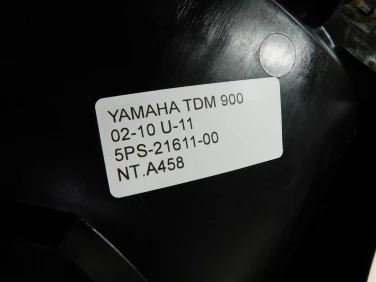 YAMAHA TDM 900
02-10 U-11
5PS-21611-00
NT.A458